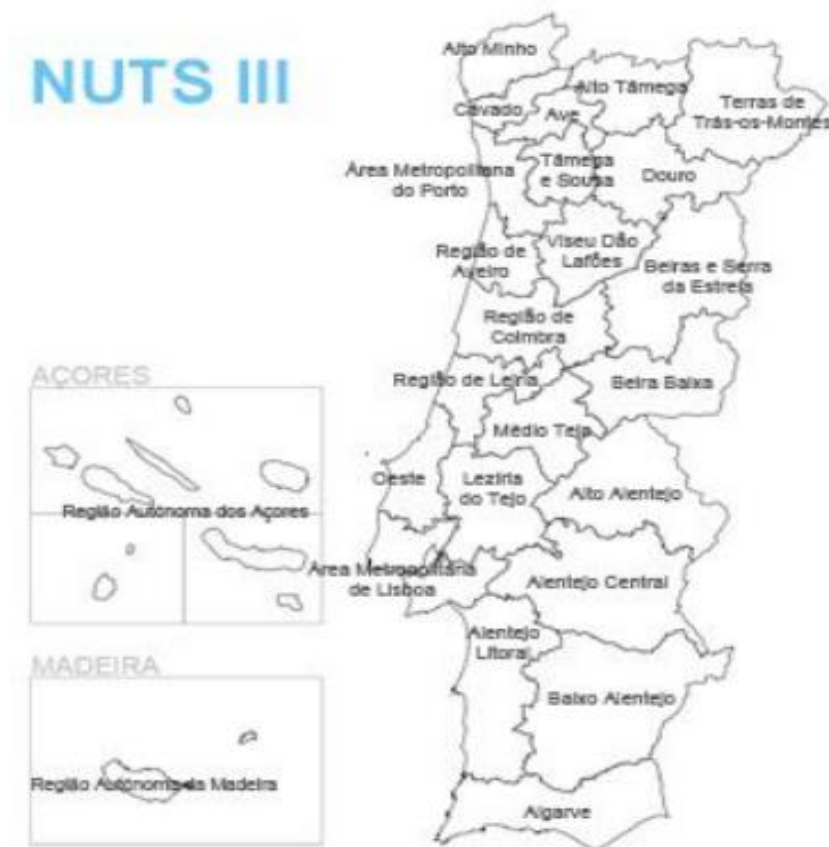 NUTS III
Alto Minho
Alto Tâmega
Terras de
Trás-os-Montes
Cávado
Ave
Área Metropolitana
do Porto
Tâmega
e Sousa
Douro
Região de
Aveiro
Viseu Dão
Lafões
Beiras e Serra
da Estrela
Região de
Coimbra
Região de Leiria
Beira Baixa
Médio Tejo
Oeste
Lezíria
do Tejo
Alto Alentejo
Área Metropolitana
de Lisboa
Alentejo Central
Alentejo
Litoral
Baixo Alentejo
Algarve
AÇORES
Região Autónoma dos Açores
MADEIRA
Região Autónoma da Madeira